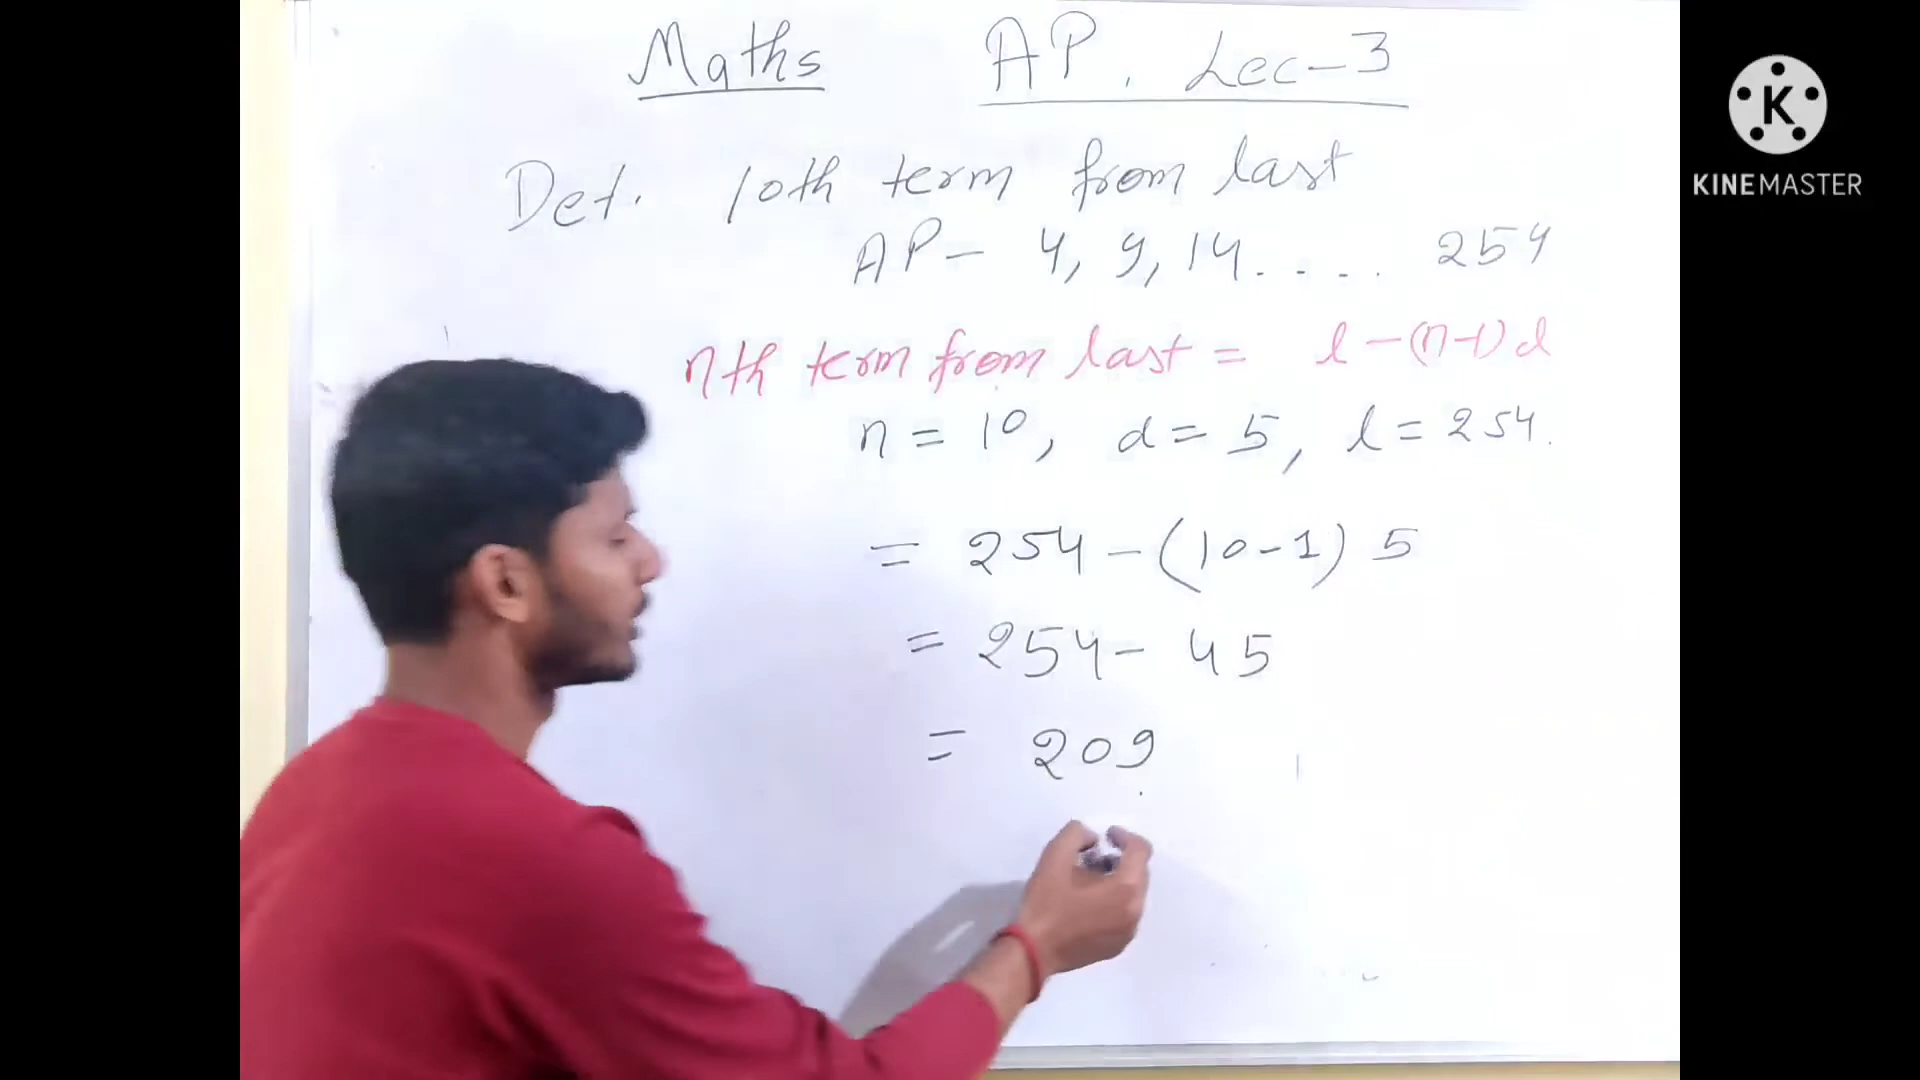 Maths AP. Lec-3
Det. 10th term from last
AP- 4, 9, 14. . . . . 254
nth term from last = l-(n-1)d
n = 10, d = 5, l = 254.
= 254-(10-1) 5
= 254- 45
= 209
K
KINEMASTER